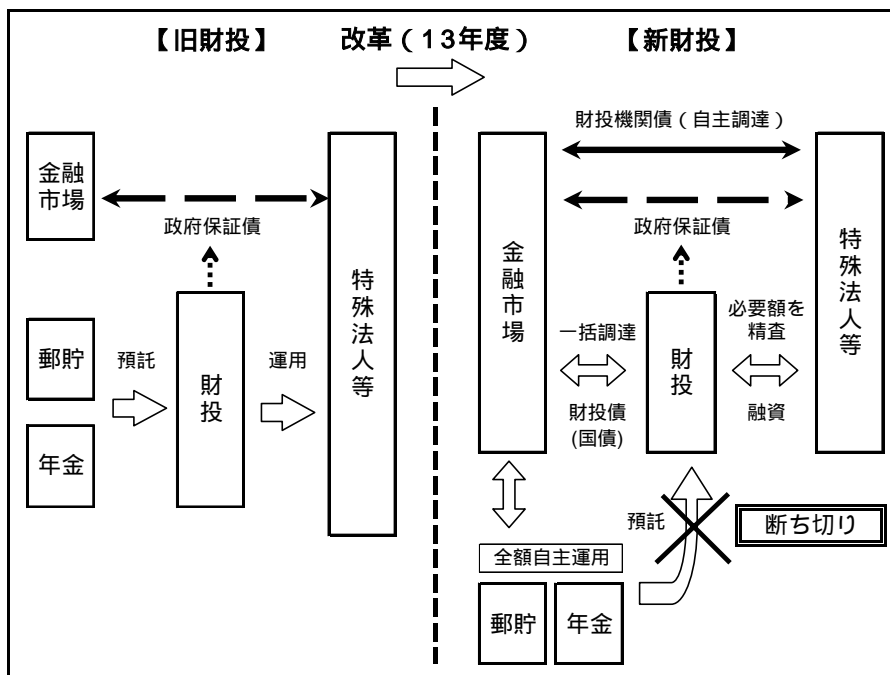 【旧財投】
改革（13年度）
【新財投】
金融
市場
政府保証債
郵貯
年金
預託
財投
運用
特殊法人等
財投機関債（自主調達）
政府保証債
金融市場
一括調達
財投債
(国債)
財投
必要額を
精査
融資
特殊法人等
預託
断ち切り
全額自主運用
郵貯
年金